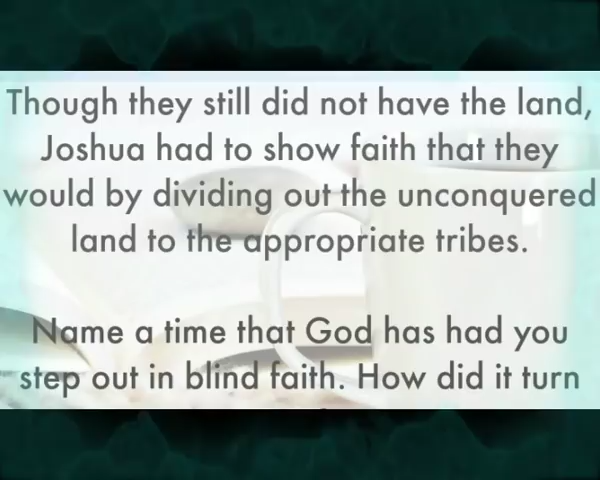 Though they still did not have the land,
Joshua had to show faith that they
would by dividing out the unconquered
land to the appropriate tribes.
Name a time that God has had you
step out in blind faith. How did it turn